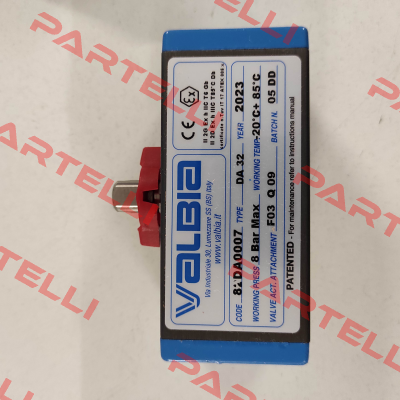 VALBIA
Via Industriale 30, Lumezzane SS (BS) Italy
www.valbia.it
CE Ex
II 2G Ex h IIC T6 Gb
II 2D Ex h IIIC T85°C Db
CODE 82DA0007 TYPE DA 32 YEAR 2023
WORKING PRESS 8 Bar Max WORKING TEMP -20°C + 85°C
VALVE ACT. ATTACHMENT F03 Q 09 BATCH N. 05 DD
PATENTED - For maintenance refer to instructions manual
PARTELLI
PARTELLI
PARTELLI
PARTELLI